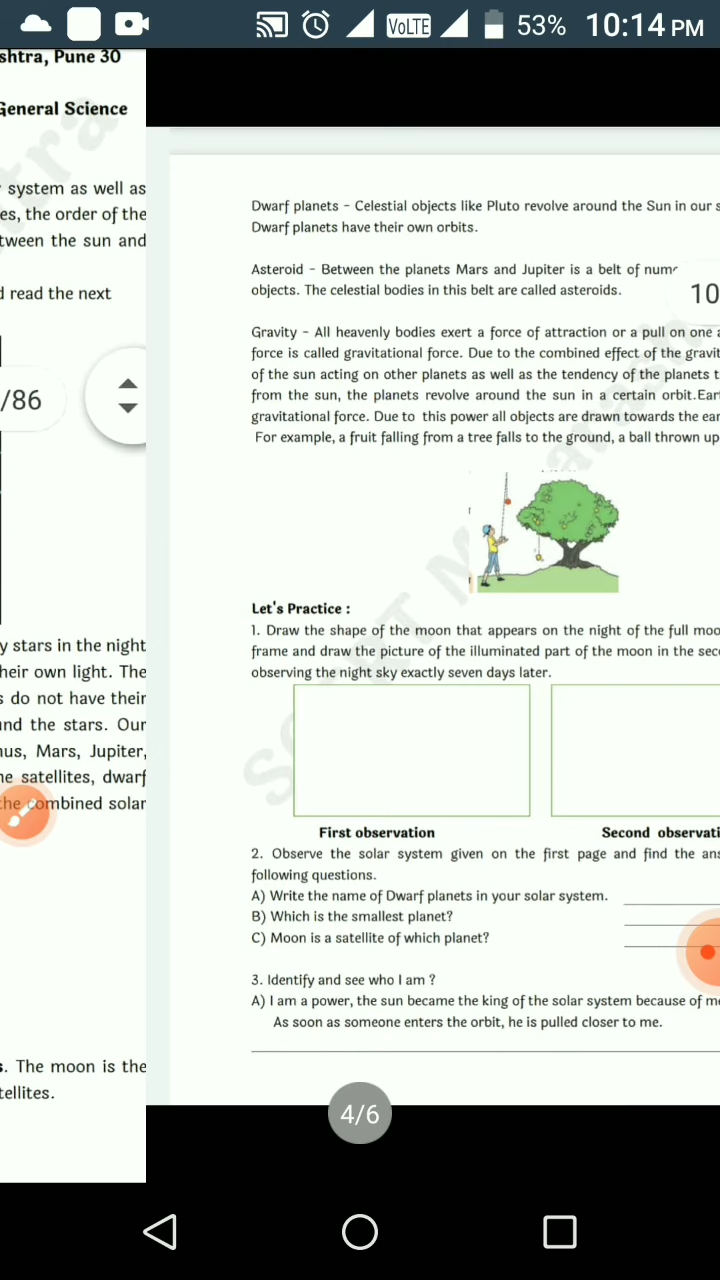 VoLTE 53% 10:14 PM
shtra, Pune 30
General Science
system as well as
es, the order of the
tween the sun and
d read the next
/86
y stars in the night
heir own light. The
s do not have their
und the stars. Our
nus, Mars, Jupiter,
ne satellites, dwarf
the combined solar
s. The moon is the
tellites.
Dwarf planets - Celestial objects like Pluto revolve around the Sun in our s
Dwarf planets have their own orbits.
Asteroid - Between the planets Mars and Jupiter is a belt of nume
objects. The celestial bodies in this belt are called asteroids.
10
Gravity - All heavenly bodies exert a force of attraction or a pull on one a
force is called gravitational force. Due to the combined effect of the gravit
of the sun acting on other planets as well as the tendency of the planets t
from the sun, the planets revolve around the sun in a certain orbit.Ear
gravitational force. Due to this power all objects are drawn towards the ear
For example, a fruit falling from a tree falls to the ground, a ball thrown up
Let's Practice :
1. Draw the shape of the moon that appears on the night of the full moo
frame and draw the picture of the illuminated part of the moon in the seco
observing the night sky exactly seven days later.
First observation Second observati
2. Observe the solar system given on the first page and find the ans
following questions.
A) Write the name of Dwarf planets in your solar system.
B) Which is the smallest planet?
C) Moon is a satellite of which planet?
3. Identify and see who I am ?
A) I am a power, the sun became the king of the solar system because of me
As soon as someone enters the orbit, he is pulled closer to me.
4/6